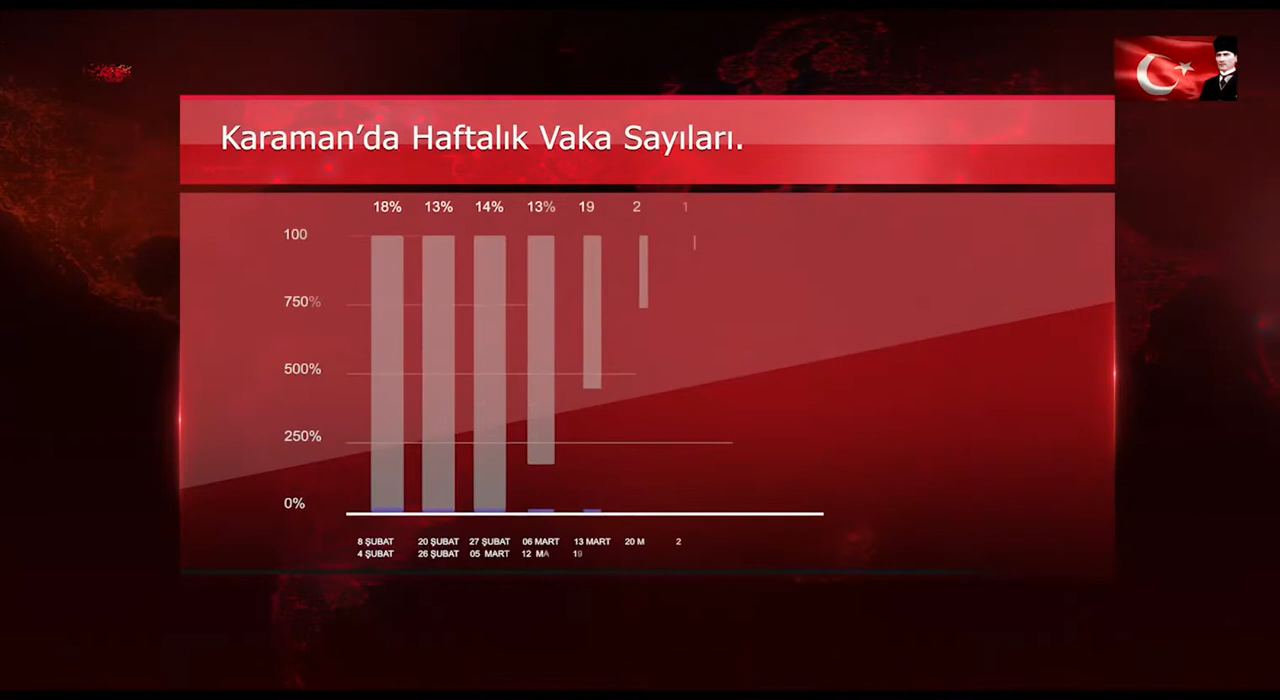 Karaman’da Haftalık Vaka Sayıları.
18% 13% 14% 13% 19 2 1
100
750%
500%
250%
0%
8 ŞUBAT 20 ŞUBAT 27 ŞUBAT 06 MART 13 MART 20 M 2
4 ŞUBAT 26 ŞUBAT 05 MART 12 MA 19